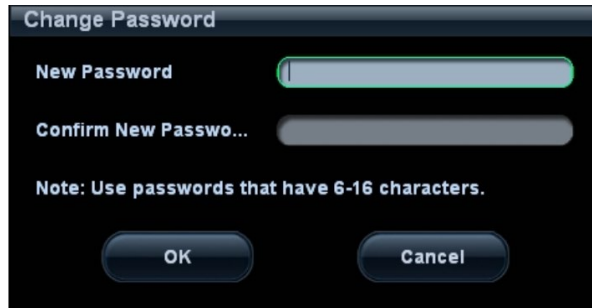 Change Password
New Password
Confirm New Passwo...
Note: Use passwords that have 6-16 characters.
OK
Cancel